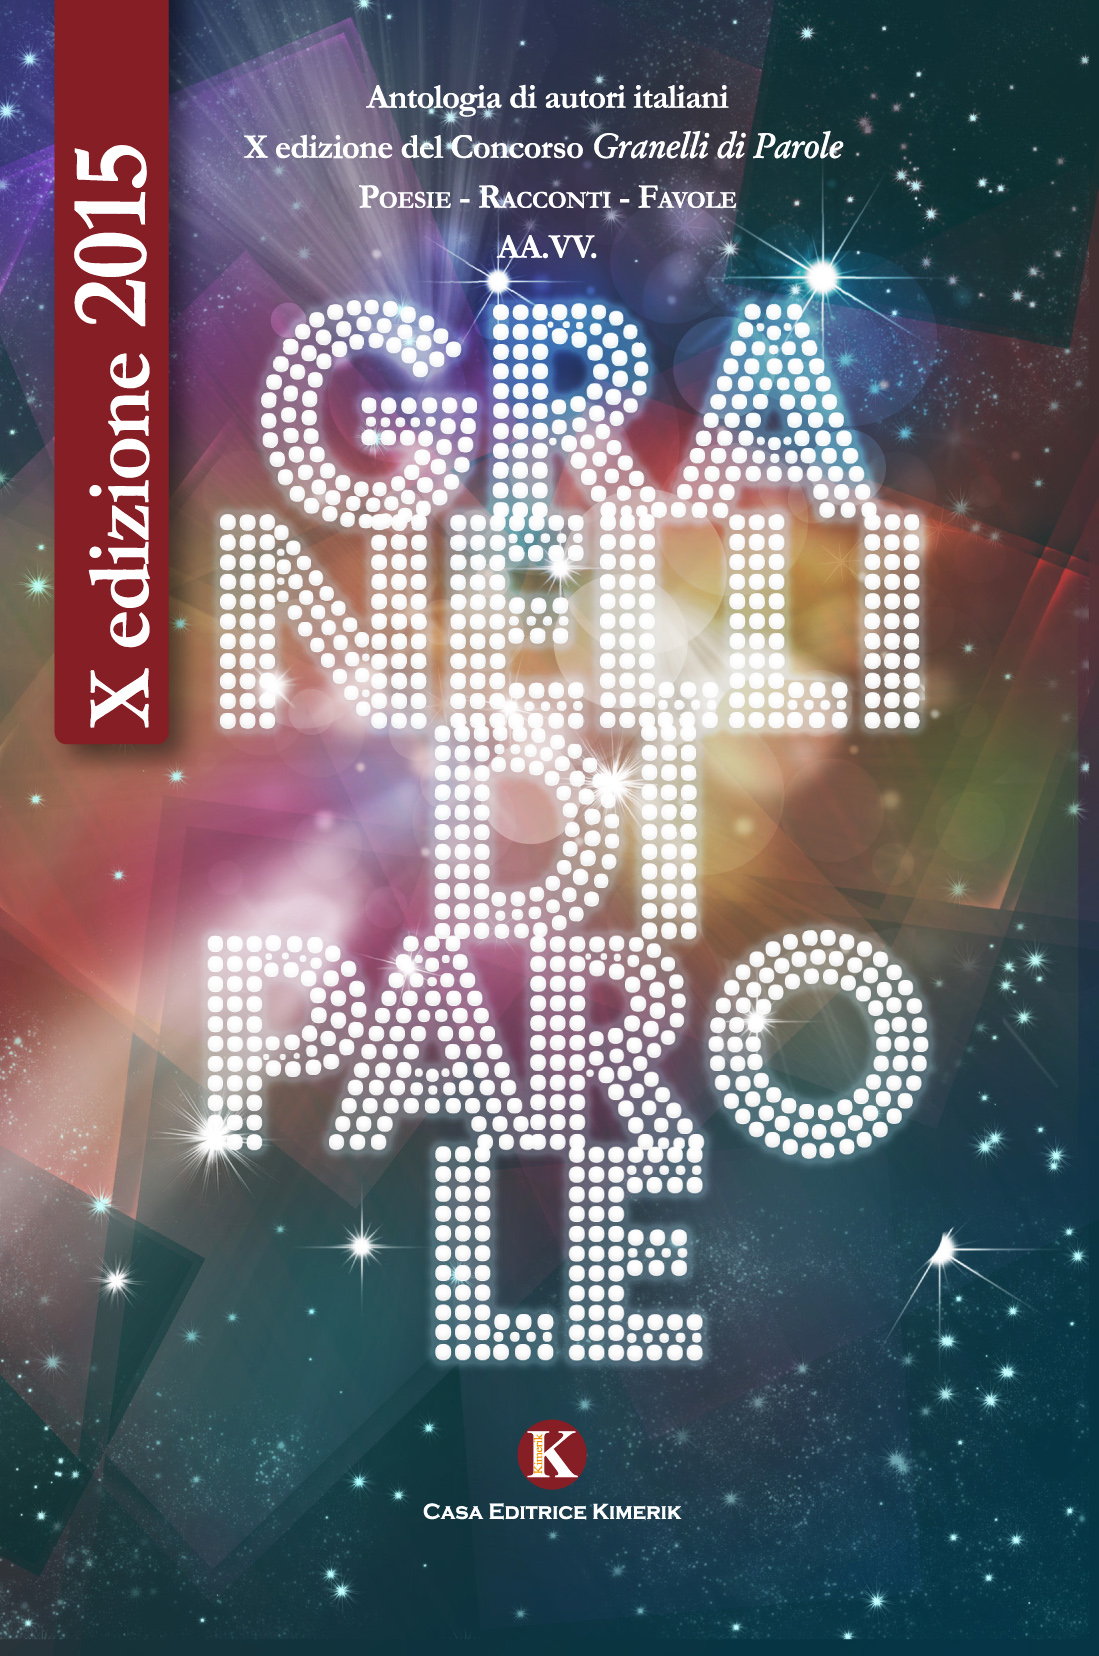 X edizione 2015
Antologia di autori italiani
X edizione del Concorso Granelli di Parole
POESIE - RACCONTI - FAVOLE
AA.VV.
GRA
NELLI
DI
PARO
LE
Kimerik
K
CASA EDITRICE KIMERIK